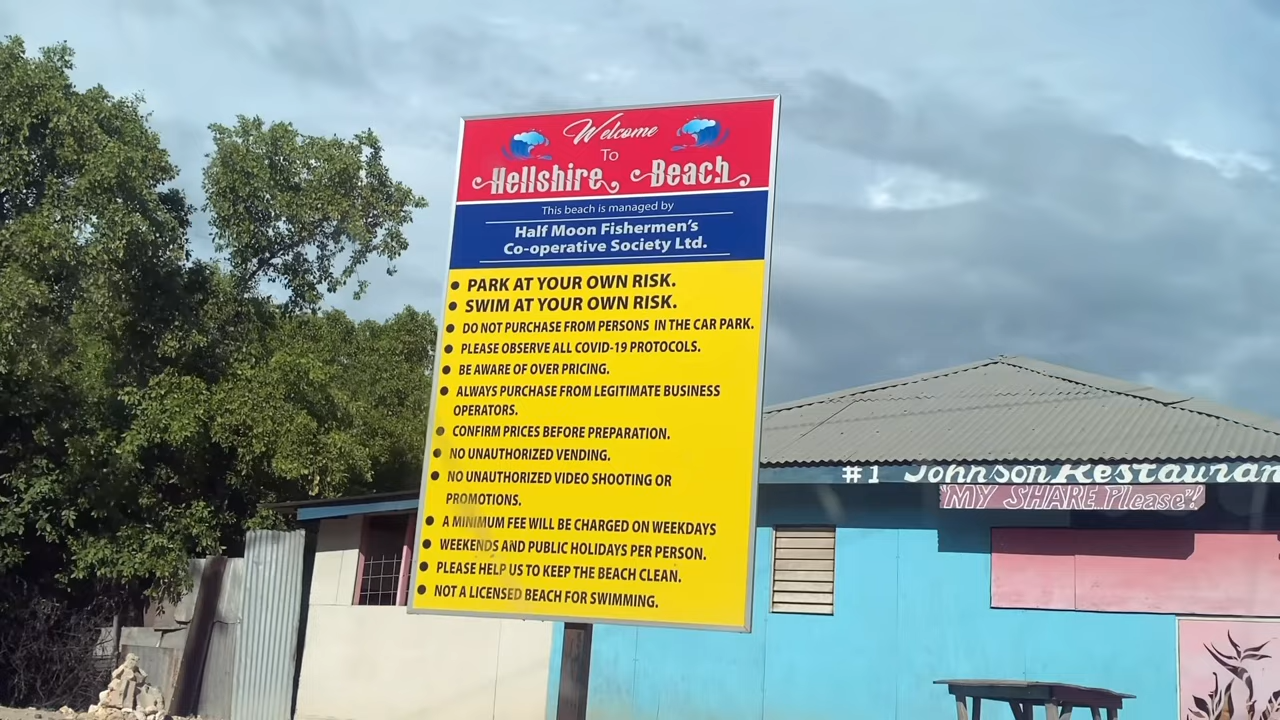 Welcome
To
Hellshire Beach
This beach is managed by
Half Moon Fishermen's
Co-operative Society Ltd.
• PARK AT YOUR OWN RISK.
• SWIM AT YOUR OWN RISK.
• DO NOT PURCHASE FROM PERSONS IN THE CAR PARK.
• PLEASE OBSERVE ALL COVID-19 PROTOCOLS.
• BE AWARE OF OVER PRICING.
• ALWAYS PURCHASE FROM LEGITIMATE BUSINESS
OPERATORS.
• CONFIRM PRICES BEFORE PREPARATION.
• NO UNAUTHORIZED VENDING.
• NO UNAUTHORIZED VIDEO SHOOTING OR
PROMOTIONS.
• A MINIMUM FEE WILL BE CHARGED ON WEEKDAYS
• WEEKENDS AND PUBLIC HOLIDAYS PER PERSON.
• PLEASE HELP US TO KEEP THE BEACH CLEAN.
• NOT A LICENSED BEACH FOR SWIMMING.
#1 Johnson Restauran
"MY SHARE Please"!